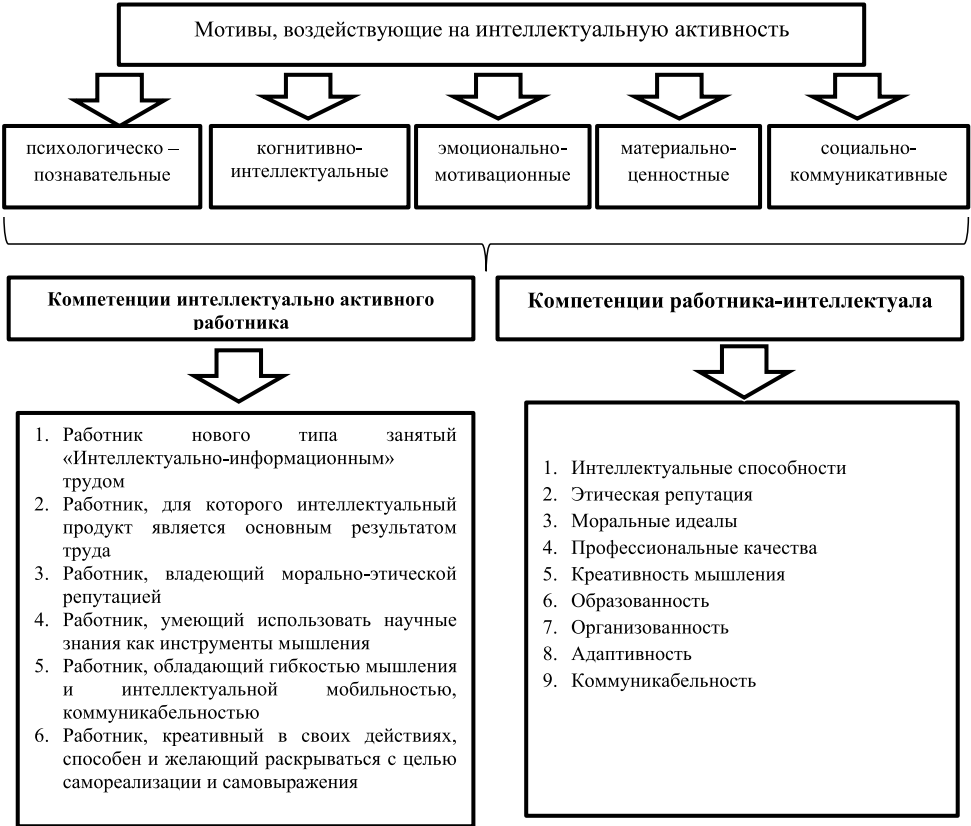 Мотивы, воздействующие на интеллектуальную активность
психологическо –
познавательные
когнитивно-
интеллектуальные
эмоционально-
мотивационные
материально-
ценностные
социально-
коммуникативные
Компетенции интеллектуально активного
работника
Компетенции работника-интеллектуала
1. Работник нового типа занятый
«Интеллектуально-информационным»
трудом
2. Работник, для которого интеллектуальный
продукт является основным результатом
труда
3. Работник, владеющий морально-этической
репутацией
4. Работник, умеющий использовать научные
знания как инструменты мышления
5. Работник, обладающий гибкостью мышления
и интеллектуальной мобильностью,
коммуникабельностью
6. Работник, креативный в своих действиях,
способен и желающий раскрываться с целью
самореализации и самовыражения
1. Интеллектуальные способности
2. Этическая репутация
3. Моральные идеалы
4. Профессиональные качества
5. Креативность мышления
6. Образованность
7. Организованность
8. Адаптивность
9. Коммуникабельность